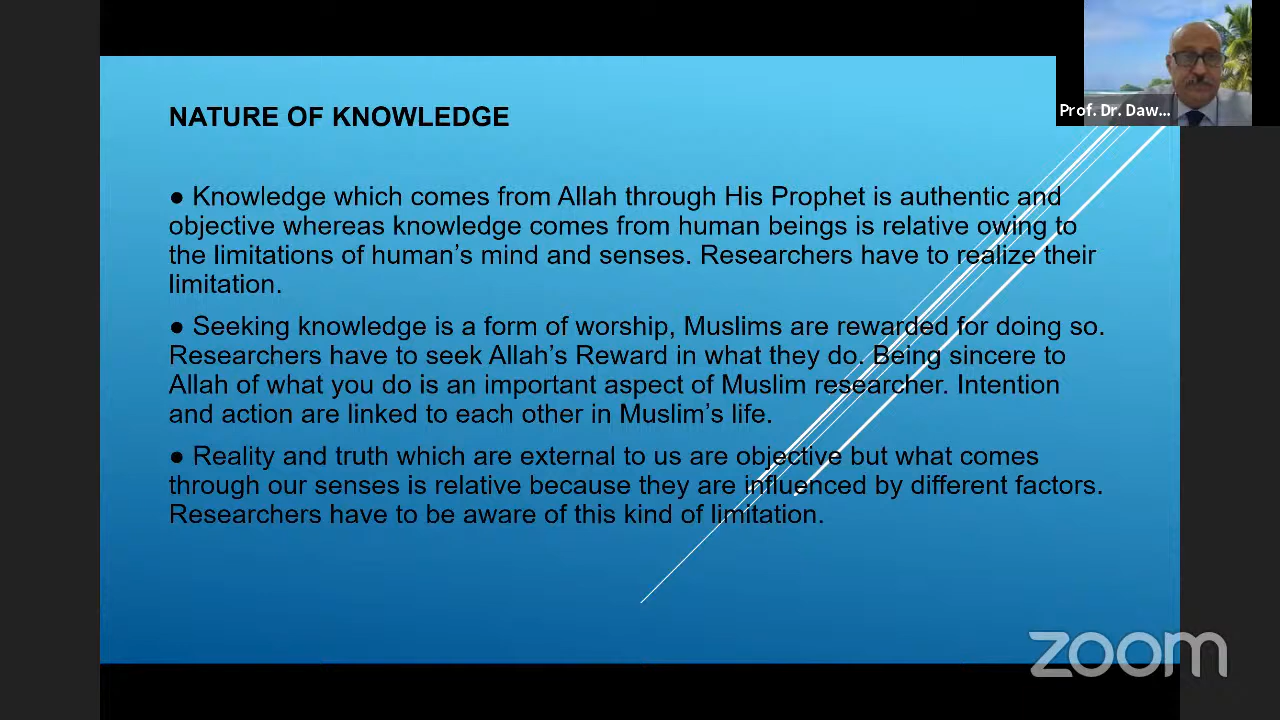 NATURE OF KNOWLEDGE
Prof. Dr. Daw...
● Knowledge which comes from Allah through His Prophet is authentic and
objective whereas knowledge comes from human beings is relative owing to
the limitations of human’s mind and senses. Researchers have to realize their
limitation.
● Seeking knowledge is a form of worship, Muslims are rewarded for doing so.
Researchers have to seek Allah’s Reward in what they do. Being sincere to
Allah of what you do is an important aspect of Muslim researcher. Intention
and action are linked to each other in Muslim’s life.
● Reality and truth which are external to us are objective but what comes
through our senses is relative because they are influenced by different factors.
Researchers have to be aware of this kind of limitation.
zoom